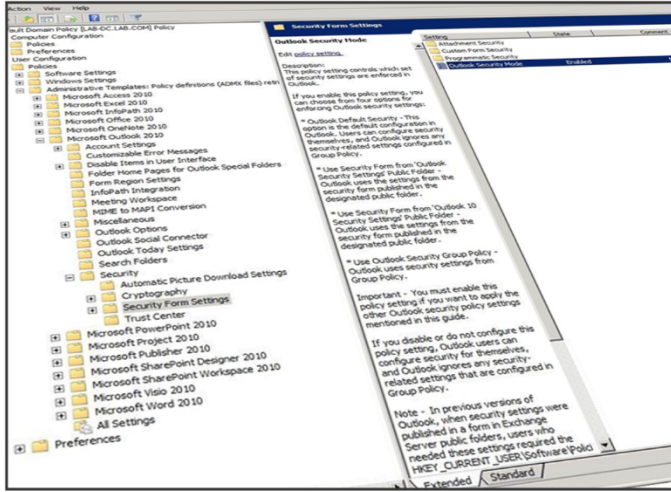 Action View Help
ault Domain Policy [LAB-DC.LAB.COM] Policy
Computer Configuration
Policies
Preferences
User Configuration
Policies
Software Settings
Windows Settings
Administrative Templates: Policy definitions (ADMX files) retri
Microsoft Access 2010
Microsoft Excel 2010
Microsoft InfoPath 2010
Microsoft Office 2010
Microsoft OneNote 2010
Microsoft Outlook 2010
Account Settings
Customizable Error Messages
Disable Items in User Interface
Folder Home Pages for Outlook Special Folders
Form Region Settings
InfoPath Integration
Meeting Workspace
MIME to MAPI Conversion
Miscellaneous
Outlook Options
Outlook Social Connector
Outlook Today Settings
Search Folders
Security
Automatic Picture Download Settings
Cryptography
Security Form Settings
Trust Center
Microsoft PowerPoint 2010
Microsoft Project 2010
Microsoft Publisher 2010
Microsoft SharePoint Designer 2010
Microsoft SharePoint Workspace 2010
Microsoft Visio 2010
Microsoft Word 2010
All Settings
Preferences
Security Form Settings
Outlook Security Mode
Edit policy setting.
Description:
This policy setting controls which set
of security settings are enforced in
Outlook.
If you enable this policy setting, you
can choose from four options for
enforcing Outlook security settings:
* Outlook Default Security - This
option is the default configuration in
Outlook. Users can configure security
themselves, and Outlook ignores any
security-related settings configured in
Group Policy.
* Use Security Form from 'Outlook
Security Settings' Public Folder -
Outlook uses the settings from the
security form published in the
designated public folder.
* Use Security Form from 'Outlook 10
Security Settings' Public Folder -
Outlook uses the settings from the
security form published in the
designated public folder.
* Use Outlook Security Group Policy -
Outlook uses security settings from
Group Policy.
Important - You must enable this
policy setting if you want to apply the
other Outlook security policy settings
mentioned in this guide.
If you disable or do not configure this
policy setting, Outlook users can
configure security for themselves,
and Outlook ignores any security-
related settings that are configured in
Group Policy.
Note - In previous versions of
Outlook, when security settings were
published in a form in Exchange
Server public folders, users who
needed these settings required the
HKEY_CURRENT_USER\Software\Polici
Extended Standard
Setting State Comment
Attachment Security
Custom Form Security
Programmatic Security
Outlook Security Mode Enabled